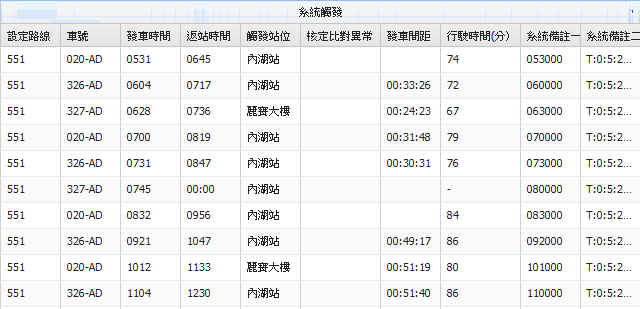 系統觸發
設定路線 車號 發車時間 返站時間 觸發站位 核定比對異常 發車間距 行駛時間(分) 系統備註一 系統備註二
551 020-AD 0531 0645 內湖站 74 053000 T:0:5:2...
551 326-AD 0604 0717 內湖站 00:33:26 72 060000 T:0:5:2...
551 327-AD 0628 0736 麗寶大樓 00:24:23 67 063000 T:0:5:2...
551 020-AD 0700 0819 內湖站 00:31:48 79 070000 T:0:5:2...
551 326-AD 0731 0847 內湖站 00:30:31 76 073000 T:0:5:2...
551 327-AD 0745 00:00 內湖站 - 080000 T:0:5:2...
551 020-AD 0832 0956 內湖站 84 083000 T:0:5:2...
551 326-AD 0921 1047 內湖站 00:49:17 86 092000 T:0:5:2...
551 020-AD 1012 1133 麗寶大樓 00:51:19 80 101000 T:0:5:2...
551 326-AD 1104 1230 內湖站 00:51:40 86 110000 T:0:5:2...